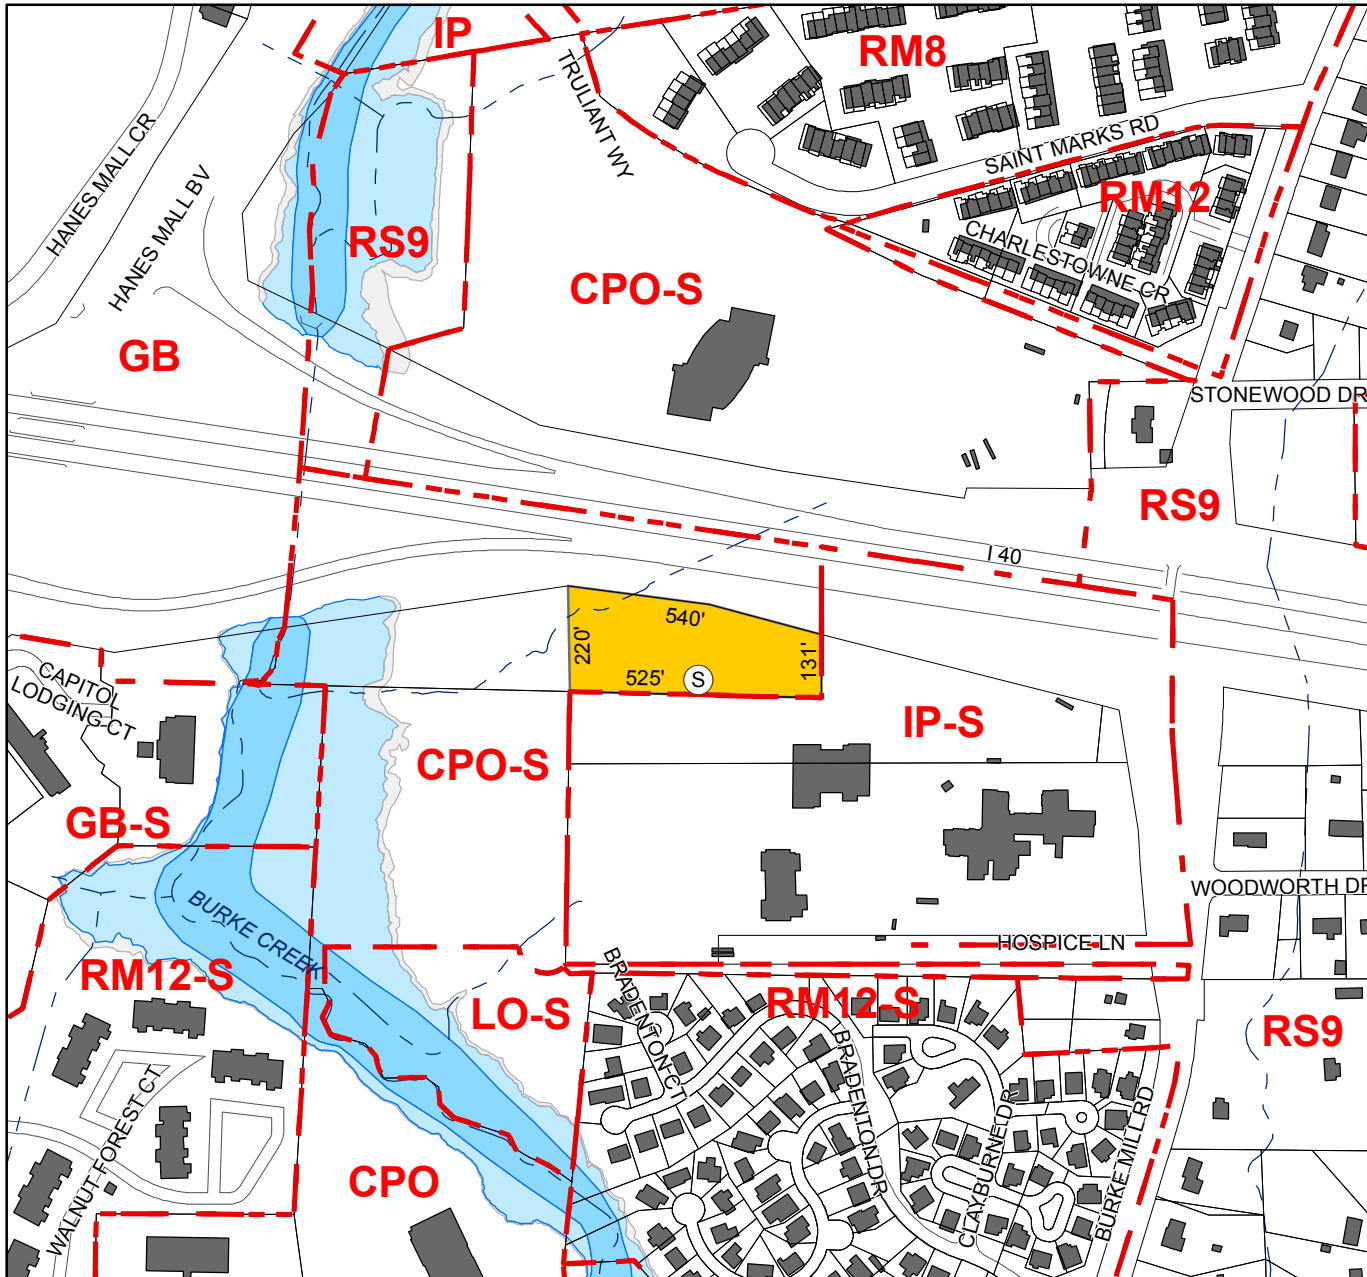 IP
RM8
TRULIANT WY
HANES MALL CR
SAINT MARKS RD
HANES MALL BV
RM12
RS9
CHARLESTOWNE CR
CPO-S
GB
STONEWOOD DR
RS9
I 40
540'
220'
131'
525'
S
CAPITOL
LODGING CT
IP-S
CPO-S
GB-S
WOODWORTH DR
BURKE CREEK
HOSPICE LN
RM12-S
BRADENTON CT
LO-S
RM12-S
RS9
BRADENTON DR
WALNUT FOREST CT
CLAYBURNE DR
BURKE MILL RD
CPO